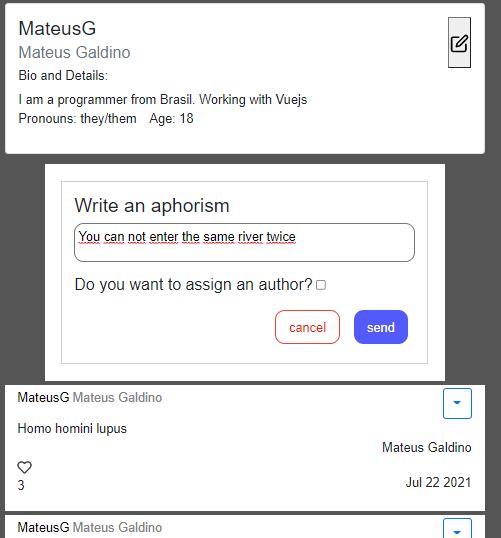 MateusG
Mateus Galdino
Bio and Details:
I am a programmer from Brasil. Working with Vuejs
Pronouns: they/them Age: 18
Write an aphorism
You can not enter the same river twice
Do you want to assign an author?
cancel send
MateusG Mateus Galdino
Homo homini lupus
Mateus Galdino
3
Jul 22 2021
MateusG Mateus Galdino